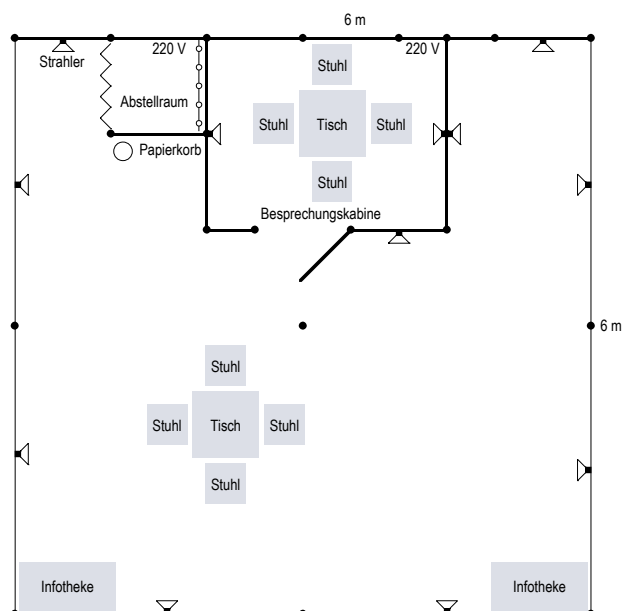 6 m
220 V
220 V
Strahler
Stuhl
Abstellraum
Stuhl
Tisch
Stuhl
Papierkorb
Stuhl
Besprechungskabine
6 m
Stuhl
Stuhl
Tisch
Stuhl
Stuhl
Infotheke
Infotheke